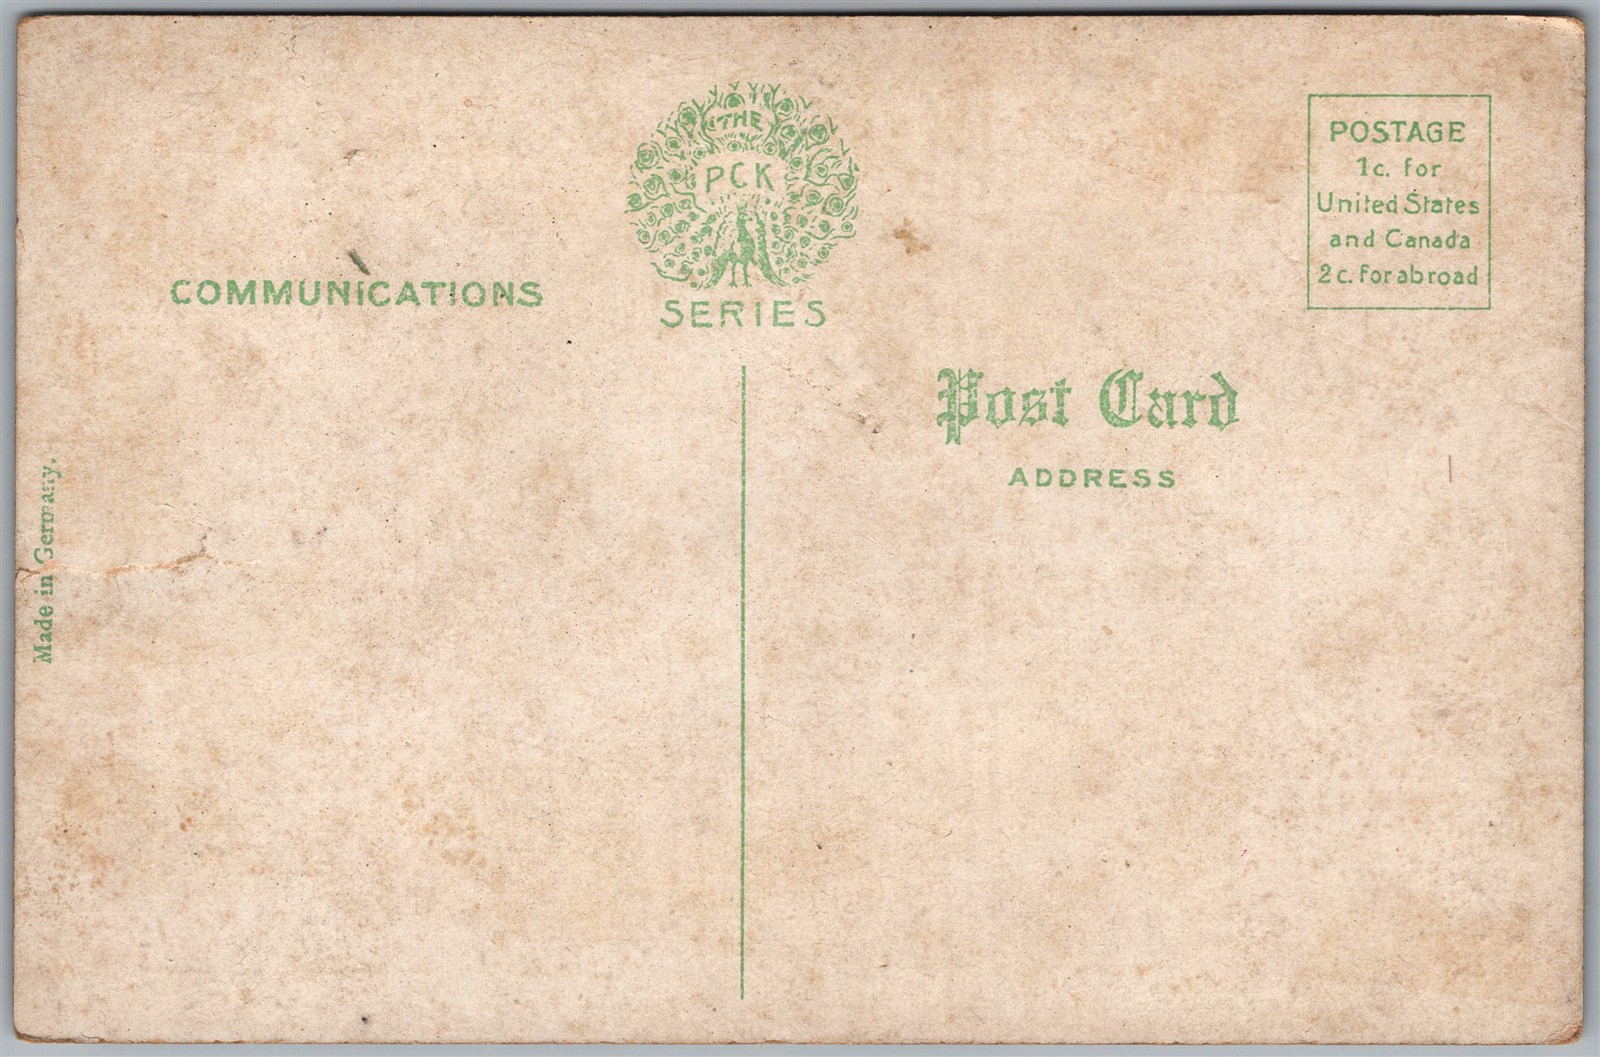 THE
PCK
SERIES
COMMUNICATIONS
POSTAGE
1c. for
United States
and Canada
2c. for abroad
Post Card
ADDRESS
Made in Germany.